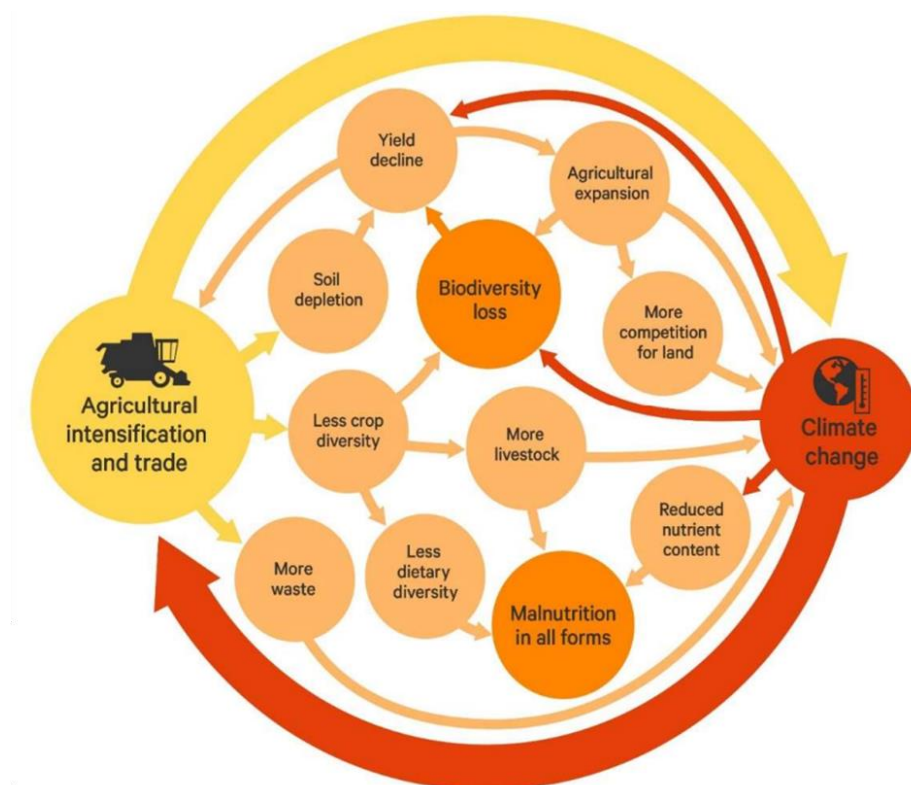 Yield
decline
Agricultural
expansion
Soil
depletion
Biodiversity
loss
More
competition
for land
Agricultural
intensification
and trade
Less crop
diversity
More
livestock
Climate
change
Reduced
nutrient
content
More
waste
Less
dietary
diversity
Malnutrition
in all forms